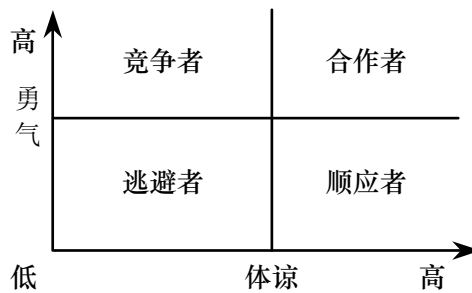 高
竞争者 合作者
勇
气
逃避者 顺应者
低 体谅 高